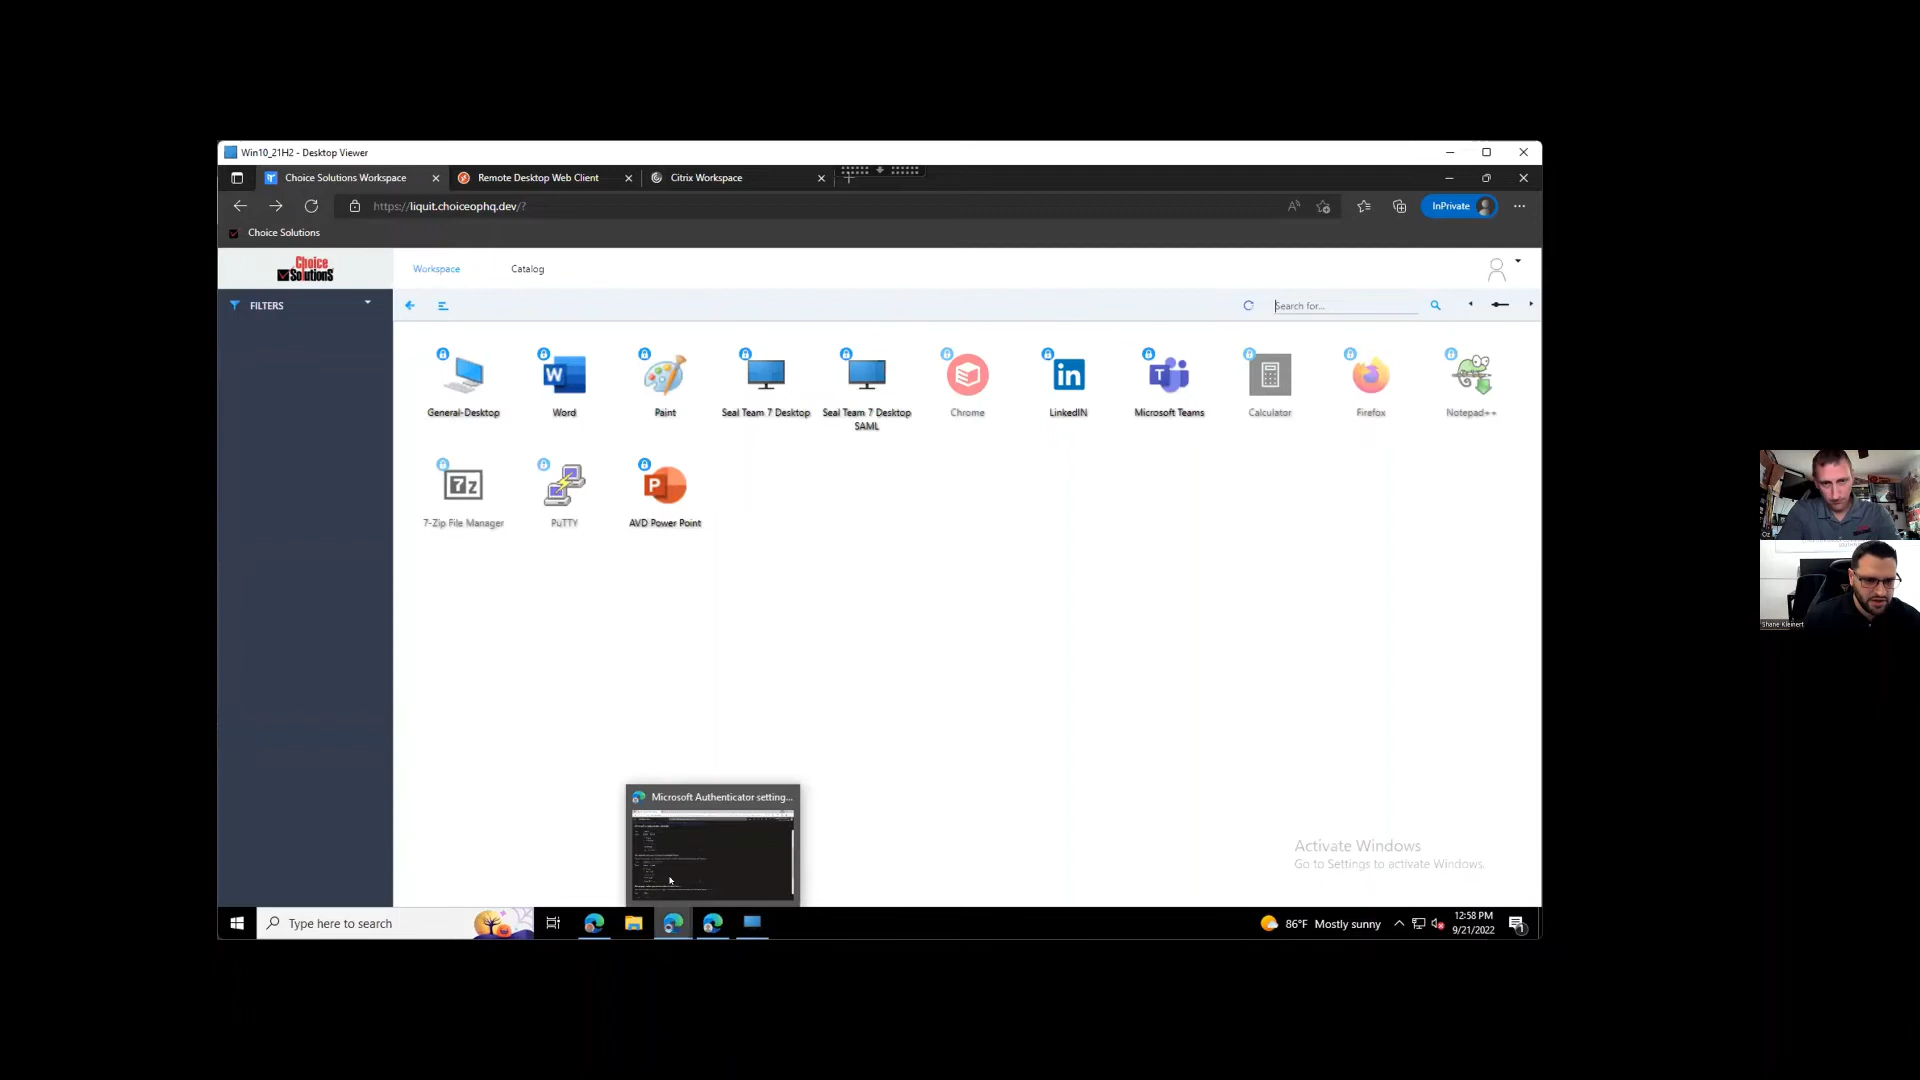 Win10_21H2 - Desktop Viewer
Choice Solutions Workspace
Remote Desktop Web Client
Citrix Workspace
https://liquit.choiceophq.dev/?
InPrivate
Choice Solutions
Choice Solutions
Workspace
Catalog
FILTERS
Search for...
General-Desktop
Word
Paint
Seal Team 7 Desktop
Seal Team 7 Desktop SAML
Chrome
LinkedIN
Microsoft Teams
Calculator
Firefox
Notepad++
7-Zip File Manager
PuTTY
AVD Power Point
Microsoft Authenticator setting...
Activate Windows
Go to Settings to activate Windows.
Type here to search
86°F Mostly sunny
12:58 PM
9/21/2022
Oz
Shane Kleinert